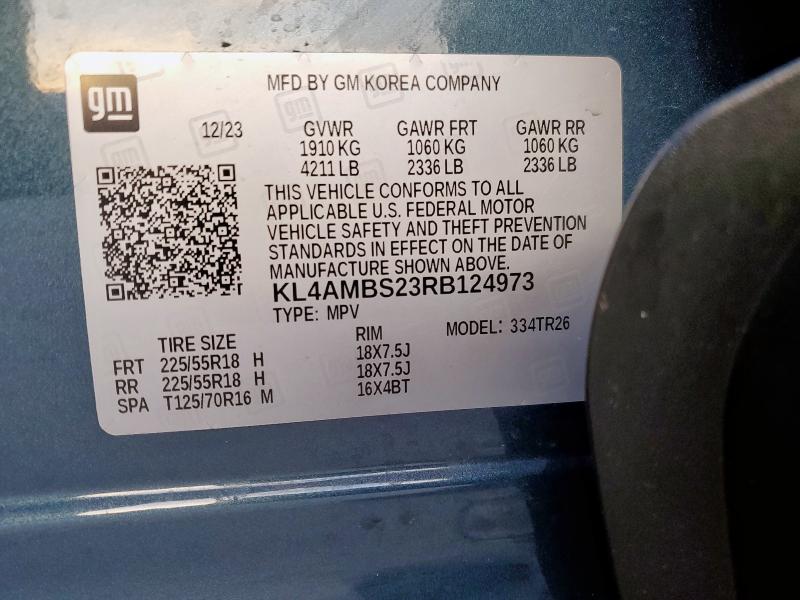 gm
MFD BY GM KOREA COMPANY
12/23 GVWR GAWR FRT GAWR RR
1910 KG 1060 KG 1060 KG
4211 LB 2336 LB 2336 LB
THIS VEHICLE CONFORMS TO ALL
APPLICABLE U.S. FEDERAL MOTOR
VEHICLE SAFETY AND THEFT PREVENTION
STANDARDS IN EFFECT ON THE DATE OF
MANUFACTURE SHOWN ABOVE.
KL4AMBS23RB124973
TYPE: MPV MODEL: 334TR26
TIRE SIZE RIM
FRT 225/55R18 H 18X7.5J
RR 225/55R18 H 18X7.5J
SPA T125/70R16 M 16X4BT